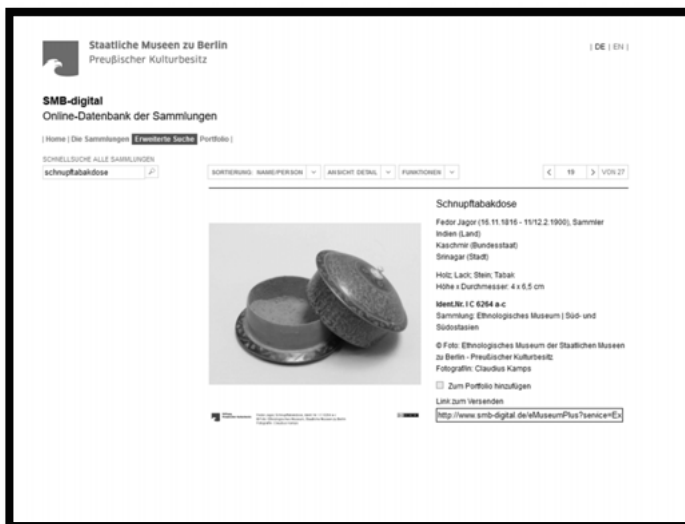 Staatliche Museen zu Berlin
Preußischer Kulturbesitz
| DE | EN |
SMB-digital
Online-Datenbank der Sammlungen
| Home | Die Sammlungen Erweiterte Suche Portfolio |
SCHNELLSUCHE ALLE SAMMLUNGEN
schnupftabakdose
SORTIERUNG: NAME/PERSON ANSICHT: DETAIL FUNKTIONEN < 19 > VON 27
Schnupftabakdose
Fedor Jagor (16.11.1816 - 11/12.2.1900), Sammler
Indien (Land)
Kaschmir (Bundesstaat)
Srinagar (Stadt)
Holz; Lack; Stein; Tabak
Höhe x Durchmesser: 4 x 6,5 cm
Ident.Nr. I C 6264 a-c
Sammlung: Ethnologisches Museum | Süd- und
Südostasien
© Foto: Ethnologisches Museum der Staatlichen Museen
zu Berlin - Preußischer Kulturbesitz
Fotograf/in: Claudius Kamps
Zum Portfolio hinzufügen
Link zum Versenden
http://www.smb-digital.de/eMuseumPlus?service=Ex